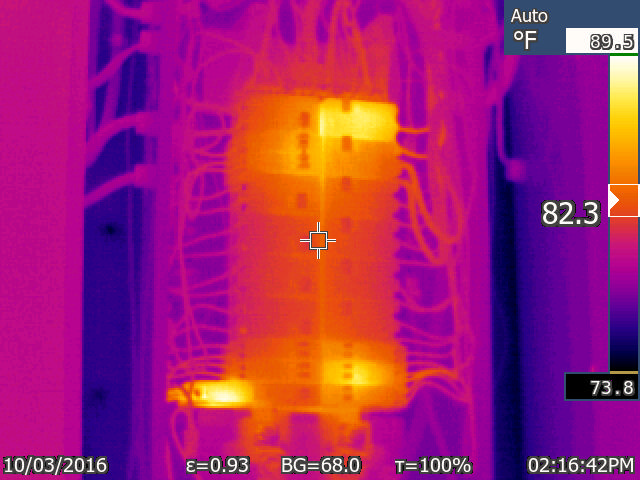 Auto
°F
89.5
82.3
73.8
10/03/2016 ε=0.93 BG=68.0 τ=100% 02:16:42PM